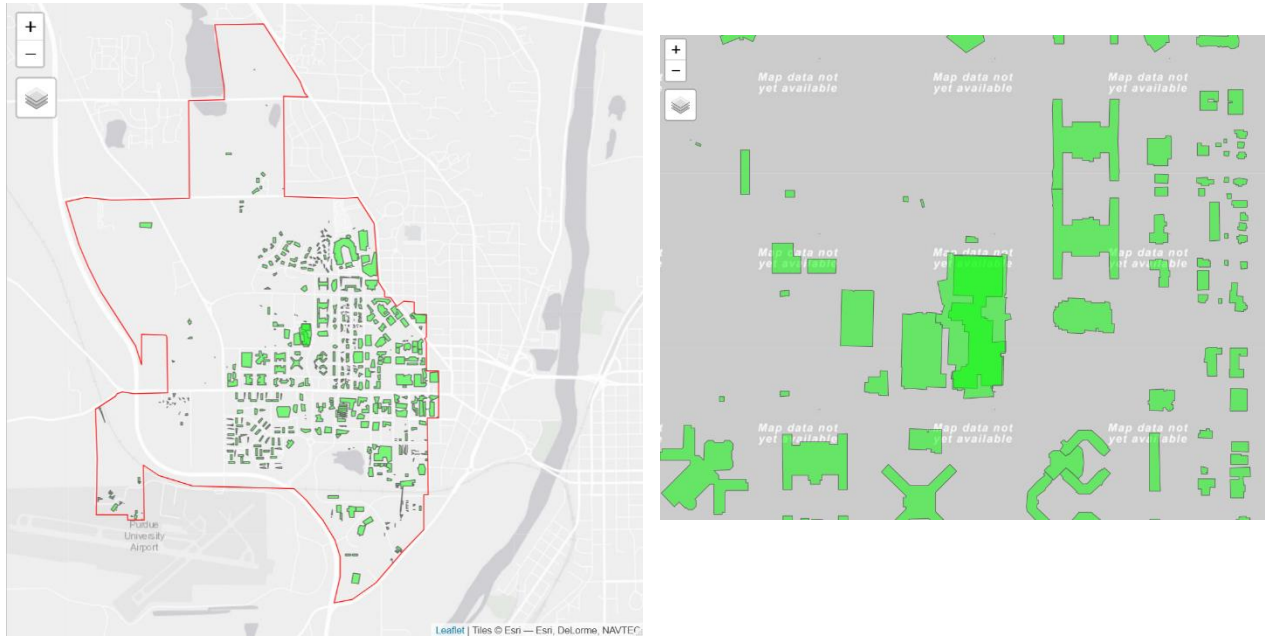 +
−
Purdue
University
Airport
Leaflet | Tiles © Esri — Esri, DeLorme, NAVTEQ
+
−
Map data not
yet available
Map data not
yet available
Map data not
yet available
Map data not
yet available
Map data not
yet available
Map data not
yet available
Map data not
yet available
Map data not
yet available
Map data not
yet available